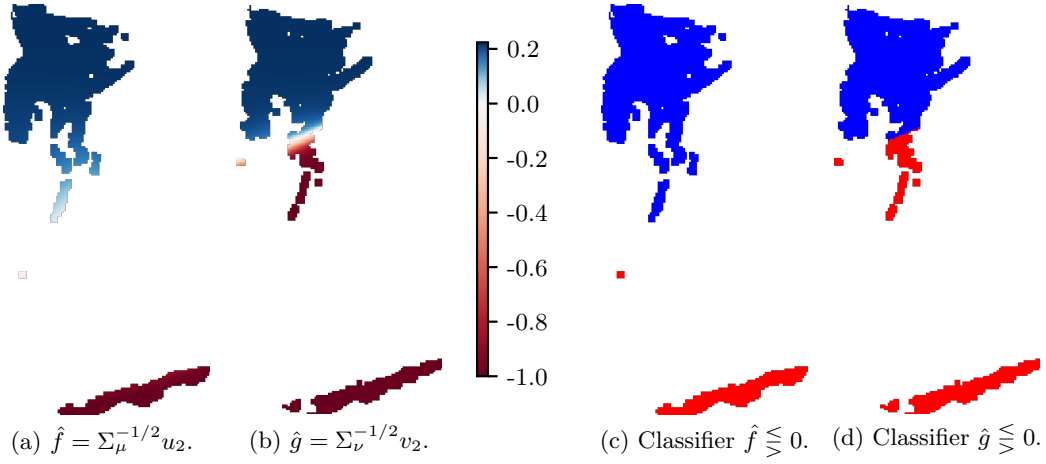 0.2
0.0
-0.2
-0.4
-0.6
-0.8
-1.0
(a) $\hat{f} = \Sigma_{\mu}^{-1/2} u_2$.
(b) $\hat{g} = \Sigma_{\nu}^{-1/2} v_2$.
(c) Classifier $\hat{f} \lesseqgtr 0$.
(d) Classifier $\hat{g} \lesseqgtr 0$.